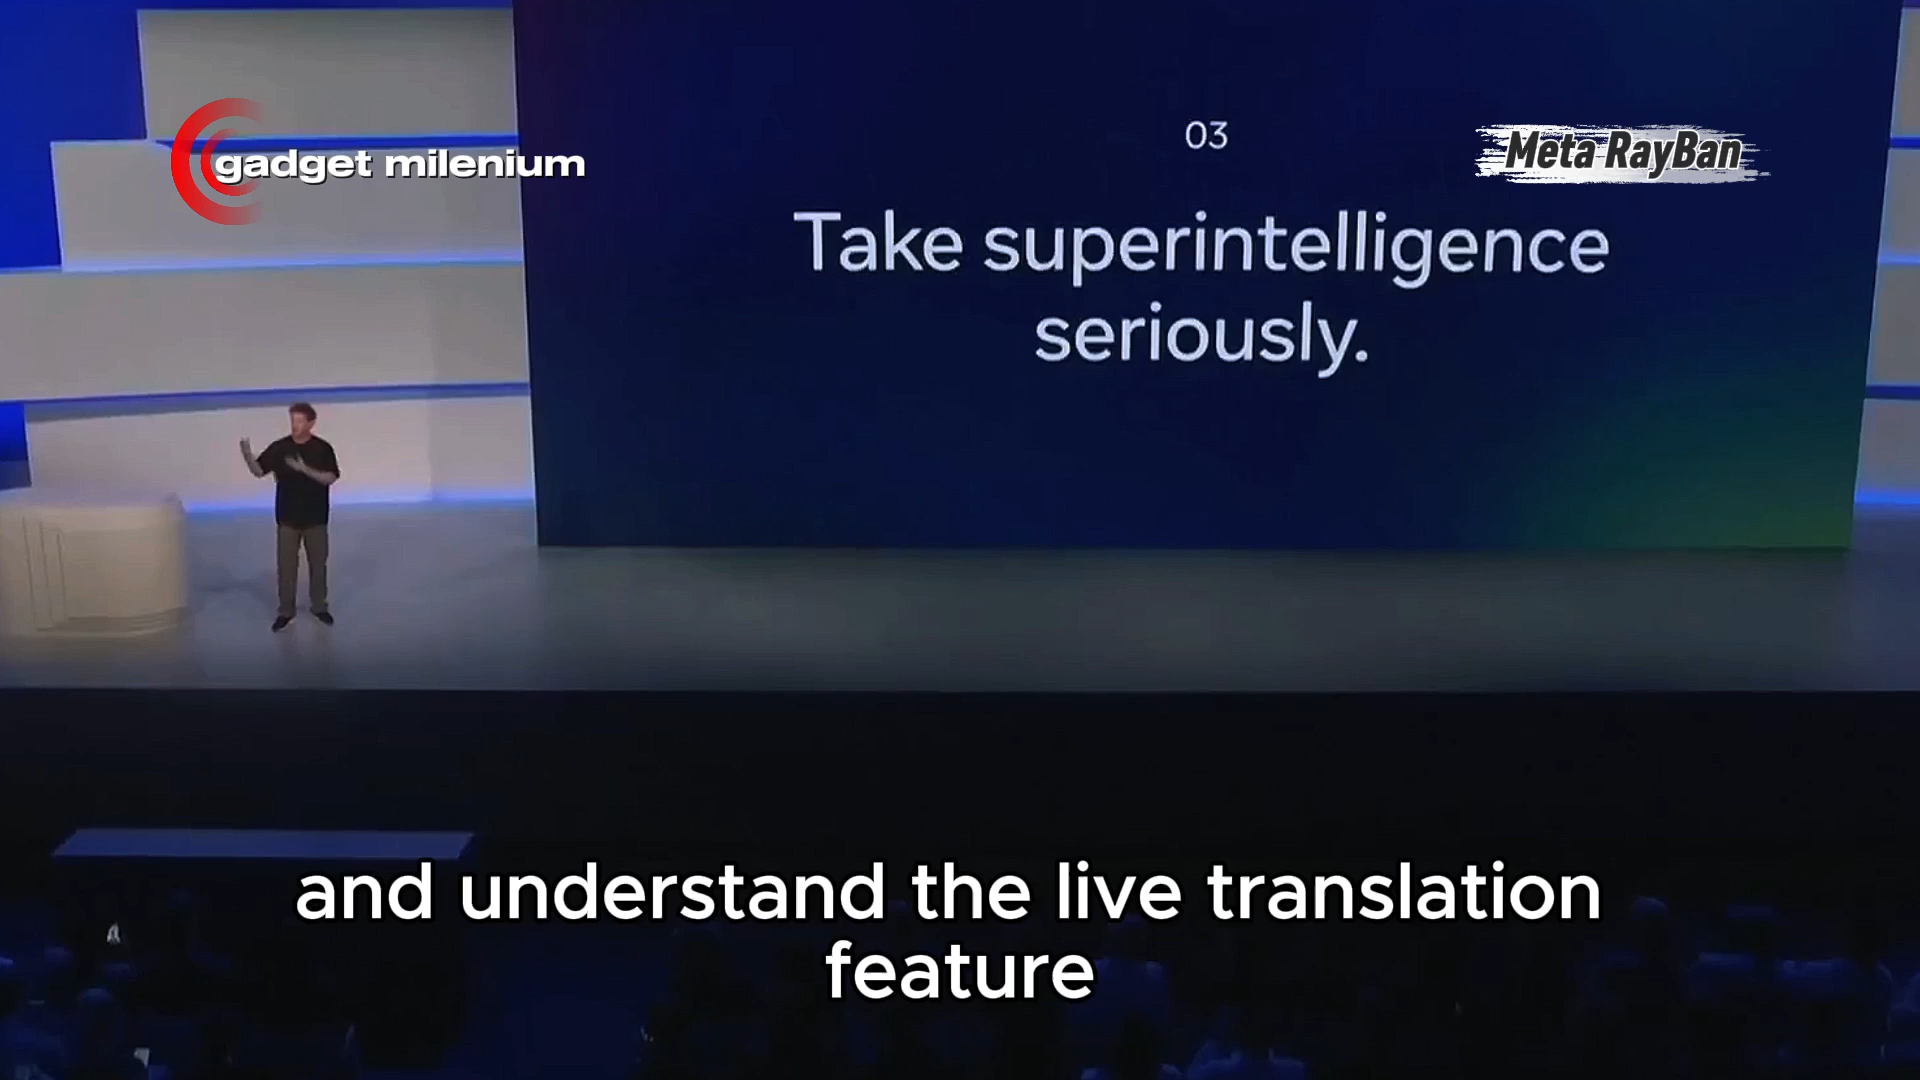 gadget milenium
Meta RayBan
03
Take superintelligence
seriously.
and understand the live translation
feature